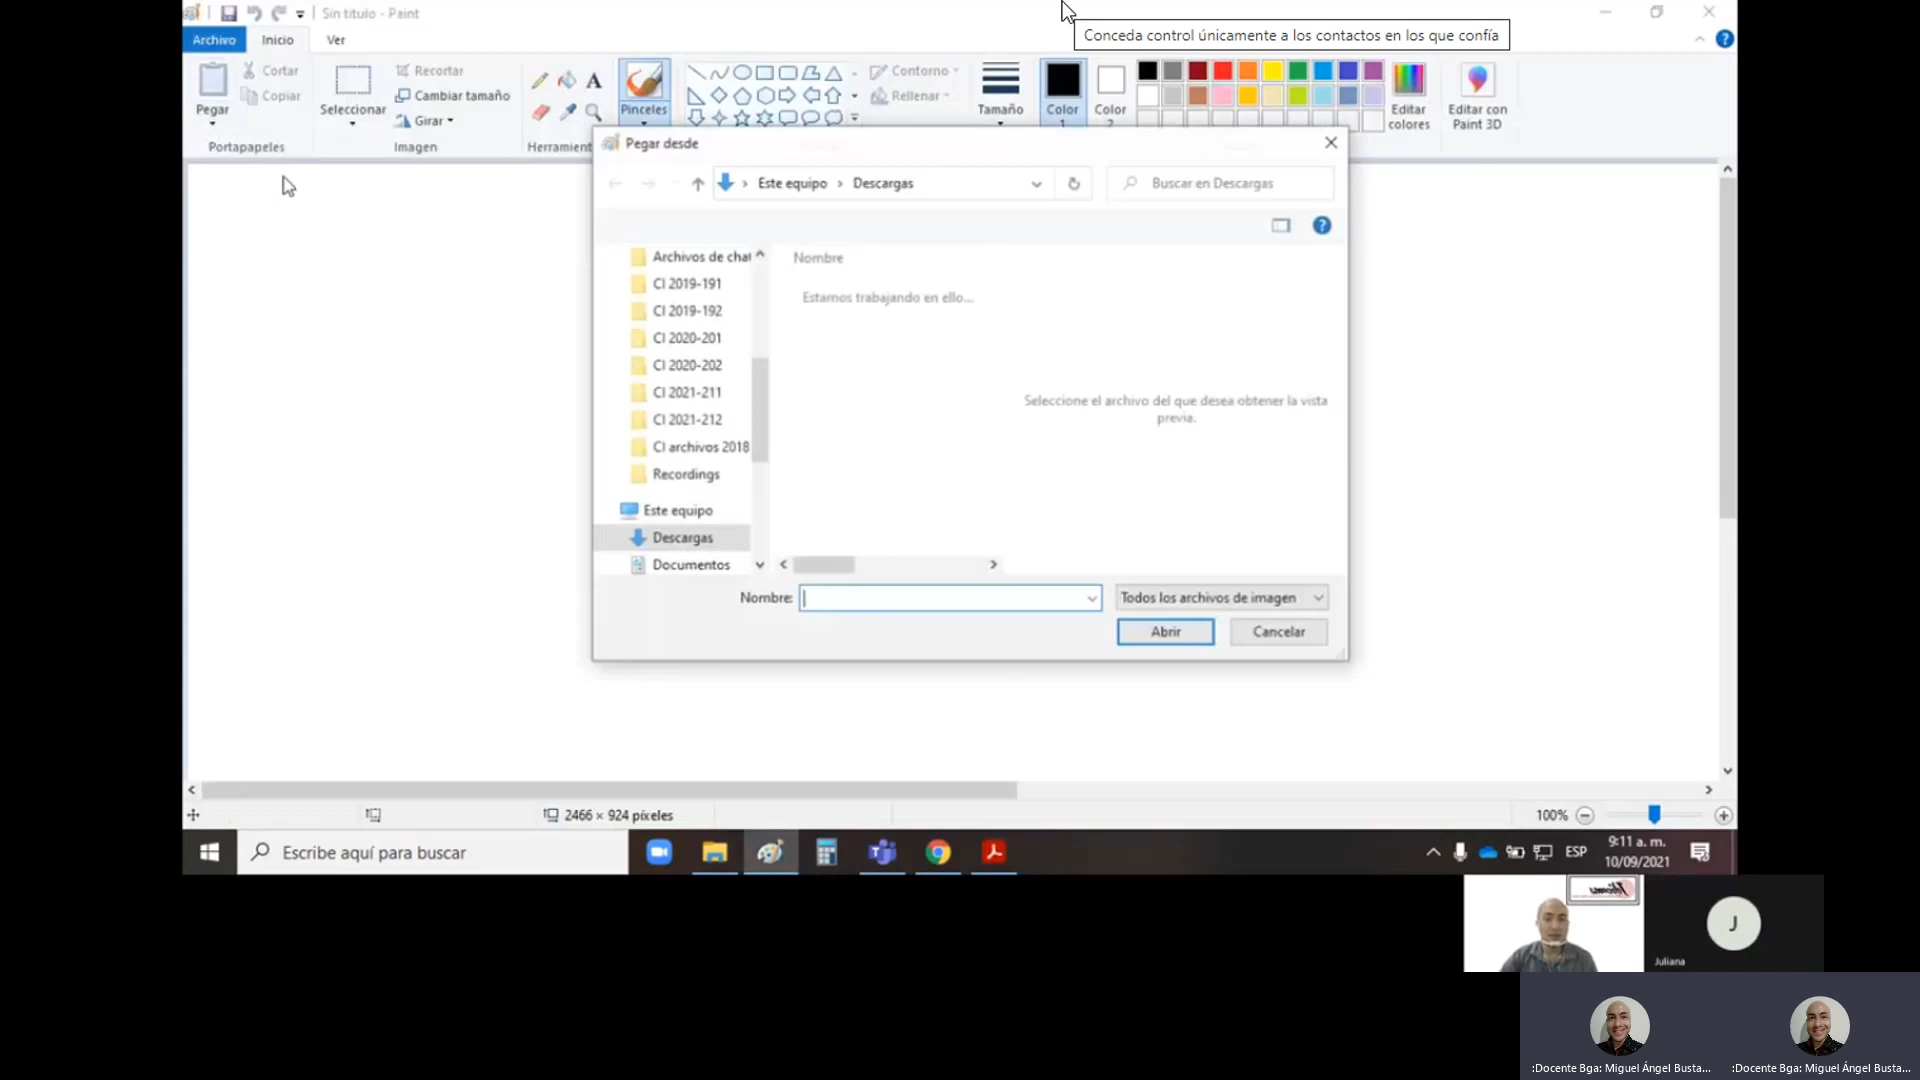 Sin título - Paint
Conceda control únicamente a los contactos en los que confía
Archivo
Inicio
Ver
Pegar
Cortar
Copiar
Portapapeles
Seleccionar
Recortar
Cambiar tamaño
Girar
Imagen
A
Herramient
Pinceles
Contorno
Rellenar
Tamaño
Color
1
Color
2
Editar
colores
Editar con
Paint 3D
Pegar desde
Este equipo
Descargas
Buscar en Descargas
Archivos de chat
CI 2019-191
CI 2019-192
CI 2020-201
CI 2020-202
CI 2021-211
CI 2021-212
CI archivos 2018
Recordings
Este equipo
Descargas
Documentos
Nombre
Estamos trabajando en ello...
Seleccione el archivo del que desea obtener la vista
previa.
Nombre:
Todos los archivos de imagen
Abrir
Cancelar
2466 × 924 píxeles
100%
Escribe aquí para buscar
ESP
9:11 a. m.
10/09/2021
J
Juliana
:Docente Bga: Miguel Ángel Busta...
:Docente Bga: Miguel Ángel Busta...